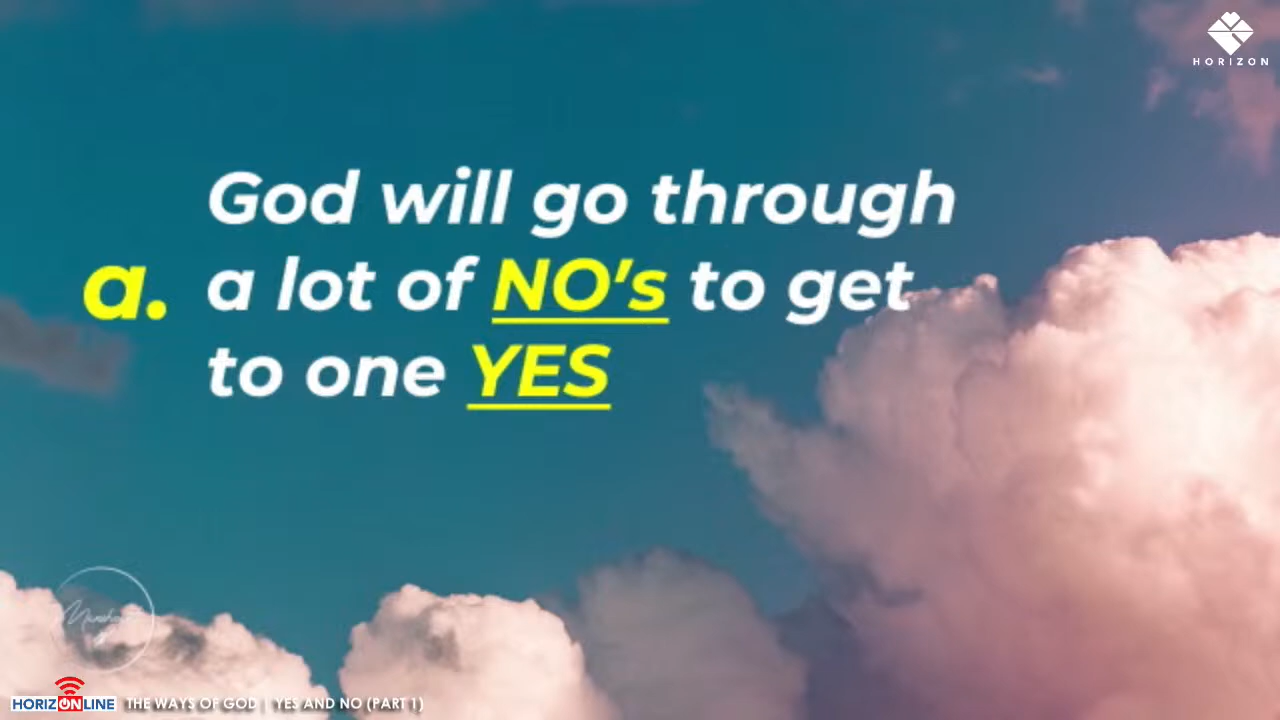 HORIZON
God will go through
a. a lot of NO's to get
to one YES
HORIZONLINE THE WAYS OF GOD | YES AND NO (PART 1)